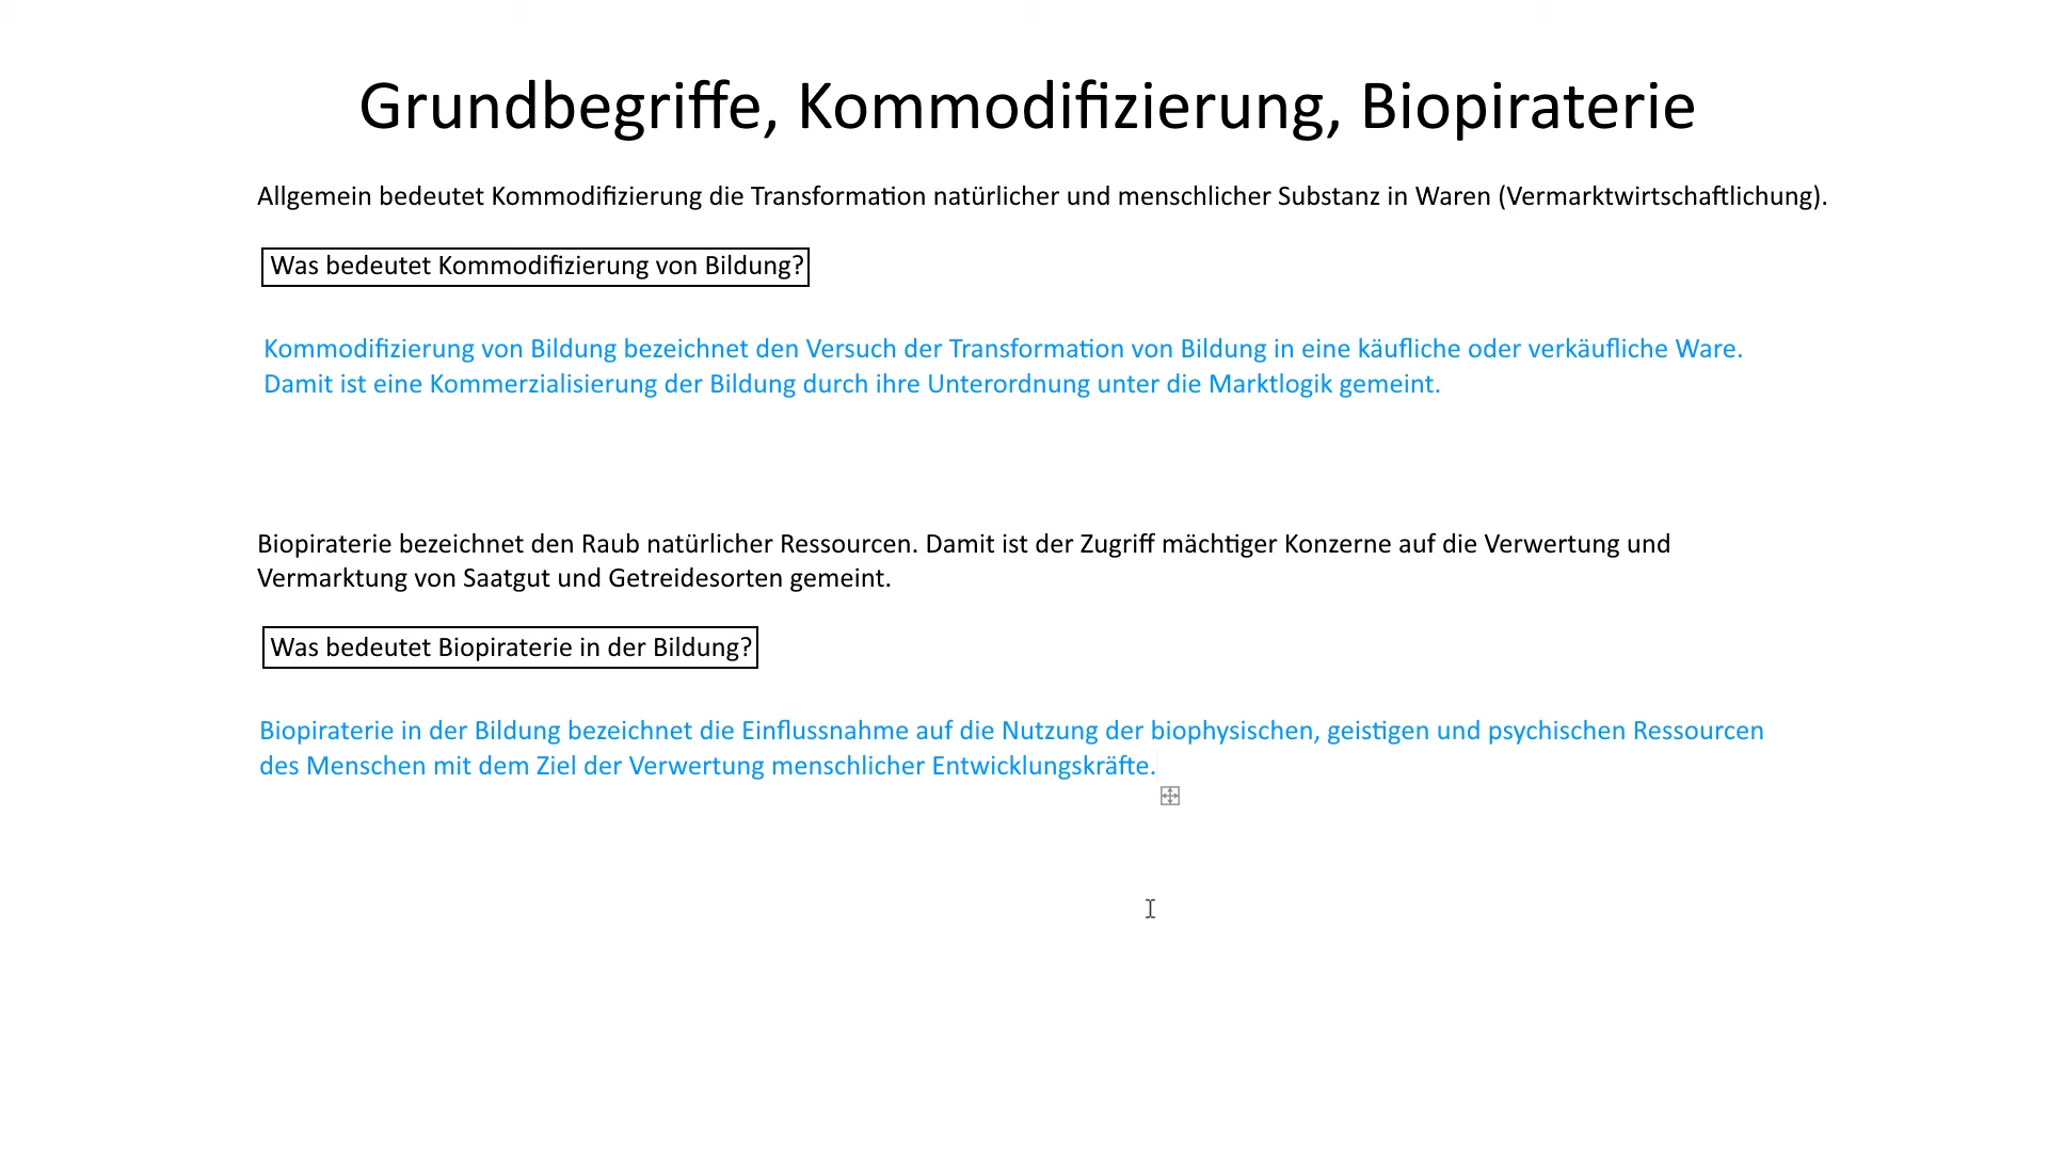 Grundbegriffe, Kommodifizierung, Biopiraterie
Allgemein bedeutet Kommodifizierung die Transformation natürlicher und menschlicher Substanz in Waren (Vermarktwirtschaftlichung).
Was bedeutet Kommodifizierung von Bildung?
Kommodifizierung von Bildung bezeichnet den Versuch der Transformation von Bildung in eine käufliche oder verkäufliche Ware.
Damit ist eine Kommerzialisierung der Bildung durch ihre Unterordnung unter die Marktlogik gemeint.
Biopiraterie bezeichnet den Raub natürlicher Ressourcen. Damit ist der Zugriff mächtiger Konzerne auf die Verwertung und
Vermarktung von Saatgut und Getreidesorten gemeint.
Was bedeutet Biopiraterie in der Bildung?
Biopiraterie in der Bildung bezeichnet die Einflussnahme auf die Nutzung der biophysischen, geistigen und psychischen Ressourcen
des Menschen mit dem Ziel der Verwertung menschlicher Entwicklungskräfte.